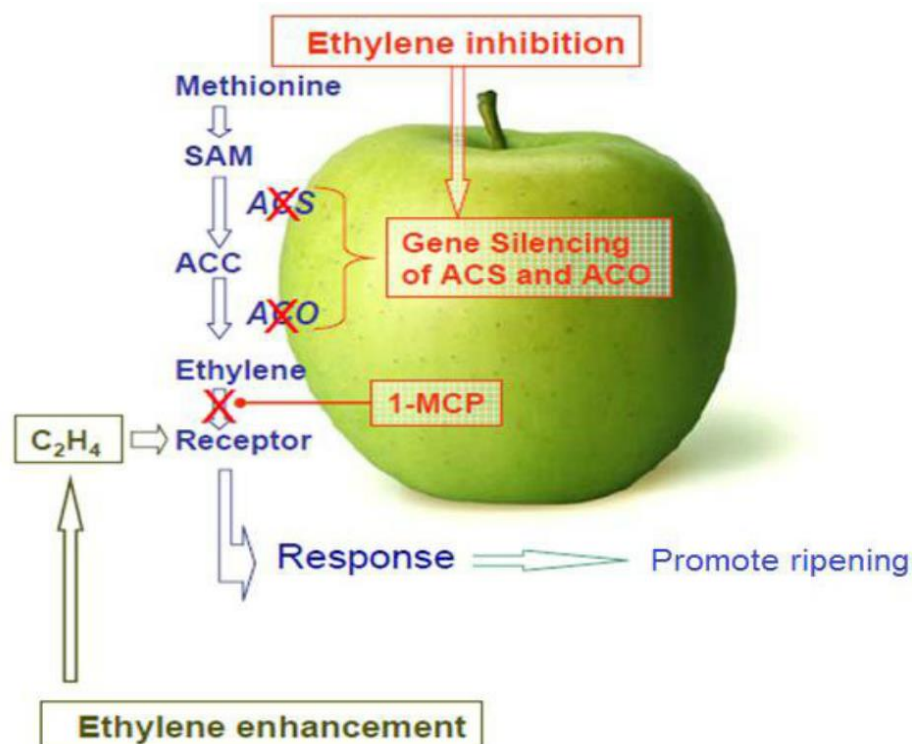 Ethylene inhibition
Methionine
SAM
ACS
Gene Silencing
of ACS and ACO
ACC
ACO
Ethylene
X
1-MCP
C₂H₄
Receptor
Response
Promote ripening
Ethylene enhancement